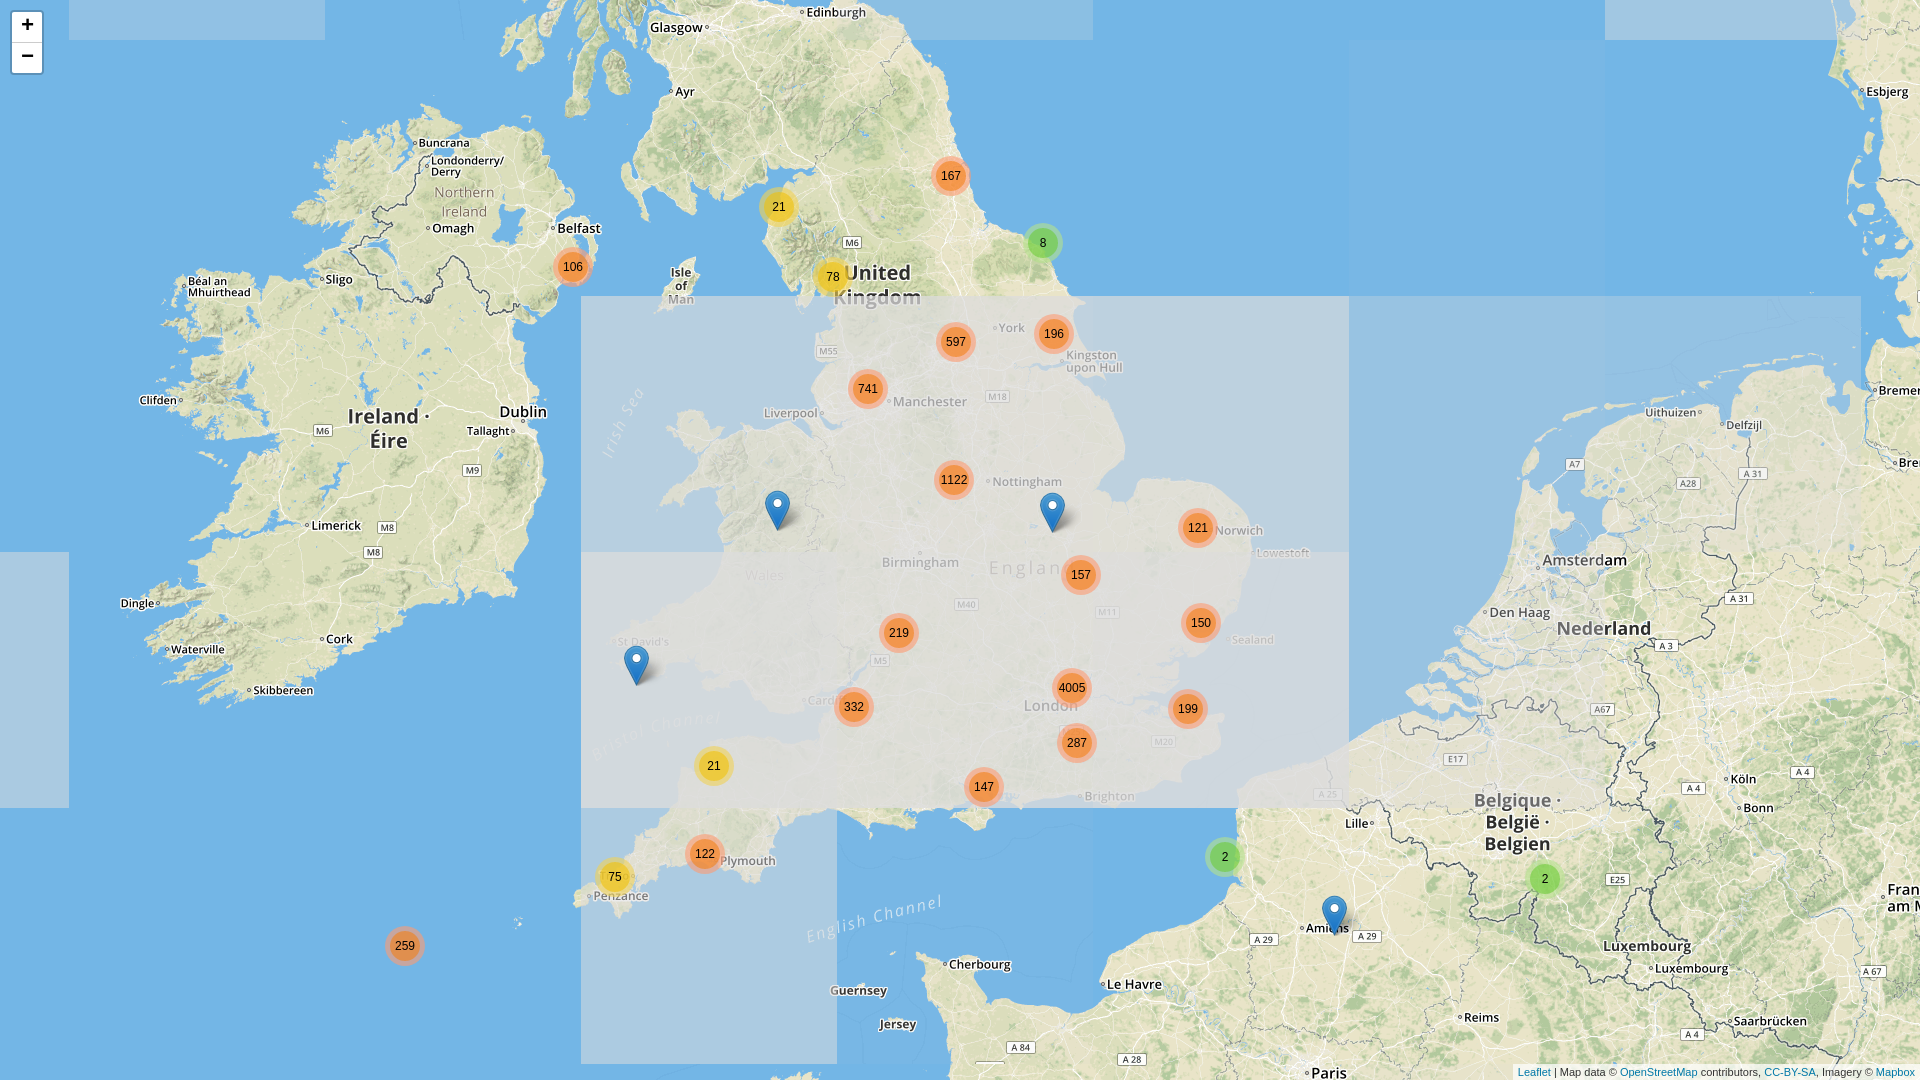 +
−
Edinburgh
Glasgow
Ayr
Esbjerg
Buncrana
Londonderry/
Derry
Northern
Ireland
Omagh
Belfast
167
21
M6
8
106
78
United
Kingdom
Isle
of
Man
Sligo
Béal an
Mhuirthead
York
196
597
M55
Kingston
upon Hull
741
Manchester
M18
Liverpool
Irish Sea
Clifden
Ireland ·
Éire
Dublin
Tallaght
M6
M9
Uithuizen
Delfzijl
Bremer
Bre
A7
A 31
A28
1122
Nottingham
Limerick
M8
M8
121
Norwich
Lowestoft
Birmingham
Englan
157
Wales
Amsterdam
Dingle
M40
M11
A 31
Den Haag
Nederland
Cork
Waterville
St David's
219
150
Sealand
A 3
M5
Skibbereen
4005
Cardif
332
London
199
A67
Bristol Channel
287
M20
E17
21
147
Brighton
A 25
Köln
A 4
A 4
Bonn
Belgique ·
België ·
Belgien
Lille
122
Plymouth
75
Penzance
2
2
E25
Fran
am M
English Channel
Amiens
A 29
A 29
259
Luxembourg
Luxembourg
Cherbourg
A 67
Le Havre
Guernsey
Jersey
Reims
Saarbrücken
A 4
A 84
A 28
Paris
Leaflet | Map data © OpenStreetMap contributors, CC-BY-SA, Imagery © Mapbox